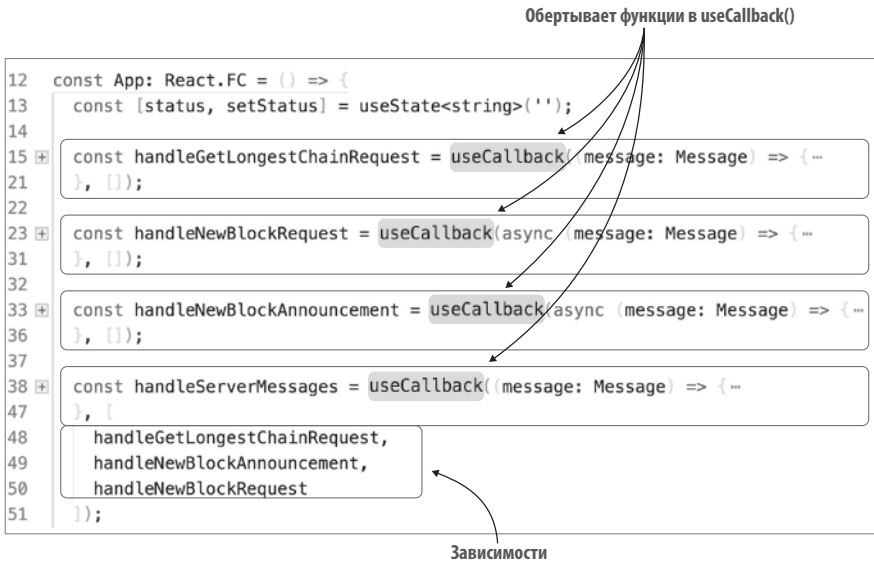 Обертывает функции в useCallback()
12 const App: React.FC = () => {
13 const [status, setStatus] = useState<string>('');
14
15 const handleGetLongestChainRequest = useCallback((message: Message) => {…
21 }, []);
22
23 const handleNewBlockRequest = useCallback(async (message: Message) => {…
31 }, []);
32
33 const handleNewBlockAnnouncement = useCallback(async (message: Message) => {…
36 }, []);
37
38 const handleServerMessages = useCallback((message: Message) => {…
47 }, [
48 handleGetLongestChainRequest,
49 handleNewBlockAnnouncement,
50 handleNewBlockRequest
51 ]);
Зависимости